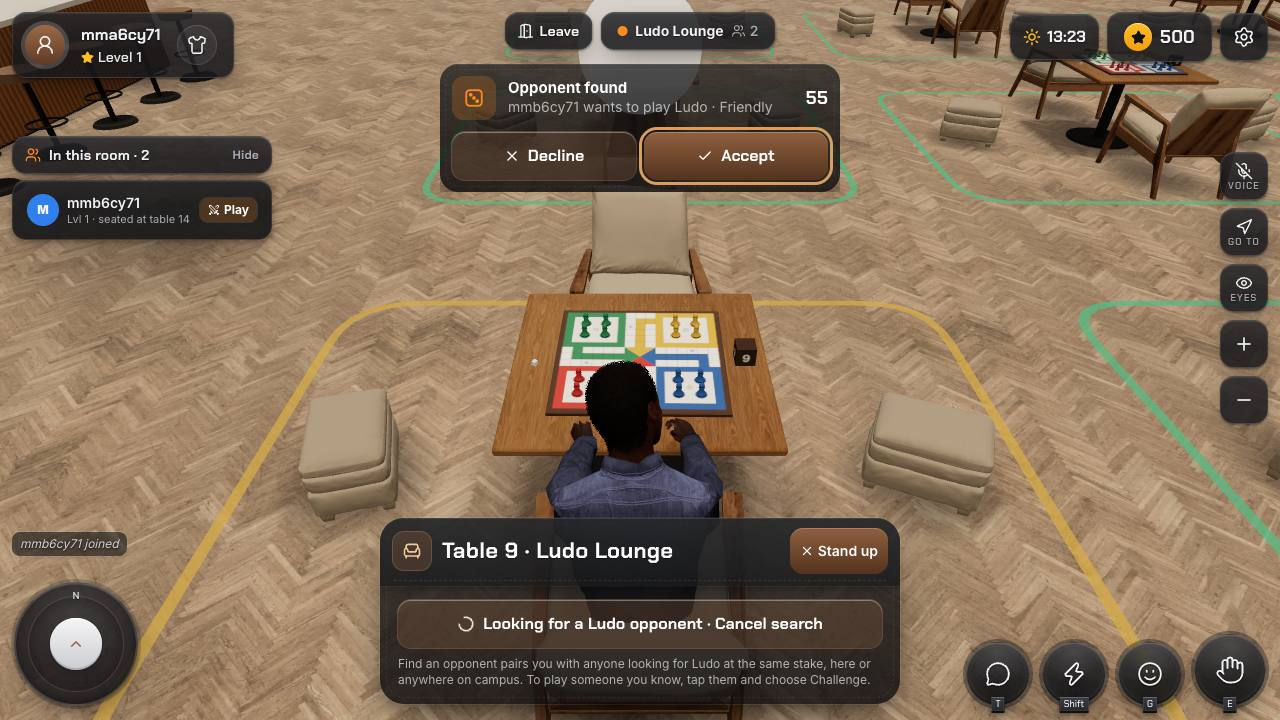 mma6cy71
Level 1
Leave
Ludo Lounge 2
13:23
500
Opponent found
mmb6cy71 wants to play Ludo · Friendly
55
Decline
Accept
In this room · 2
Hide
M
mmb6cy71
Lvl 1 · seated at table 14
Play
VOICE
GO TO
EYES
9
mmb6cy71 joined
N
Table 9 · Ludo Lounge
Stand up
Looking for a Ludo opponent · Cancel search
Find an opponent pairs you with anyone looking for Ludo at the same stake, here or
anywhere on campus. To play someone you know, tap them and choose Challenge.
T
Shift
G
E